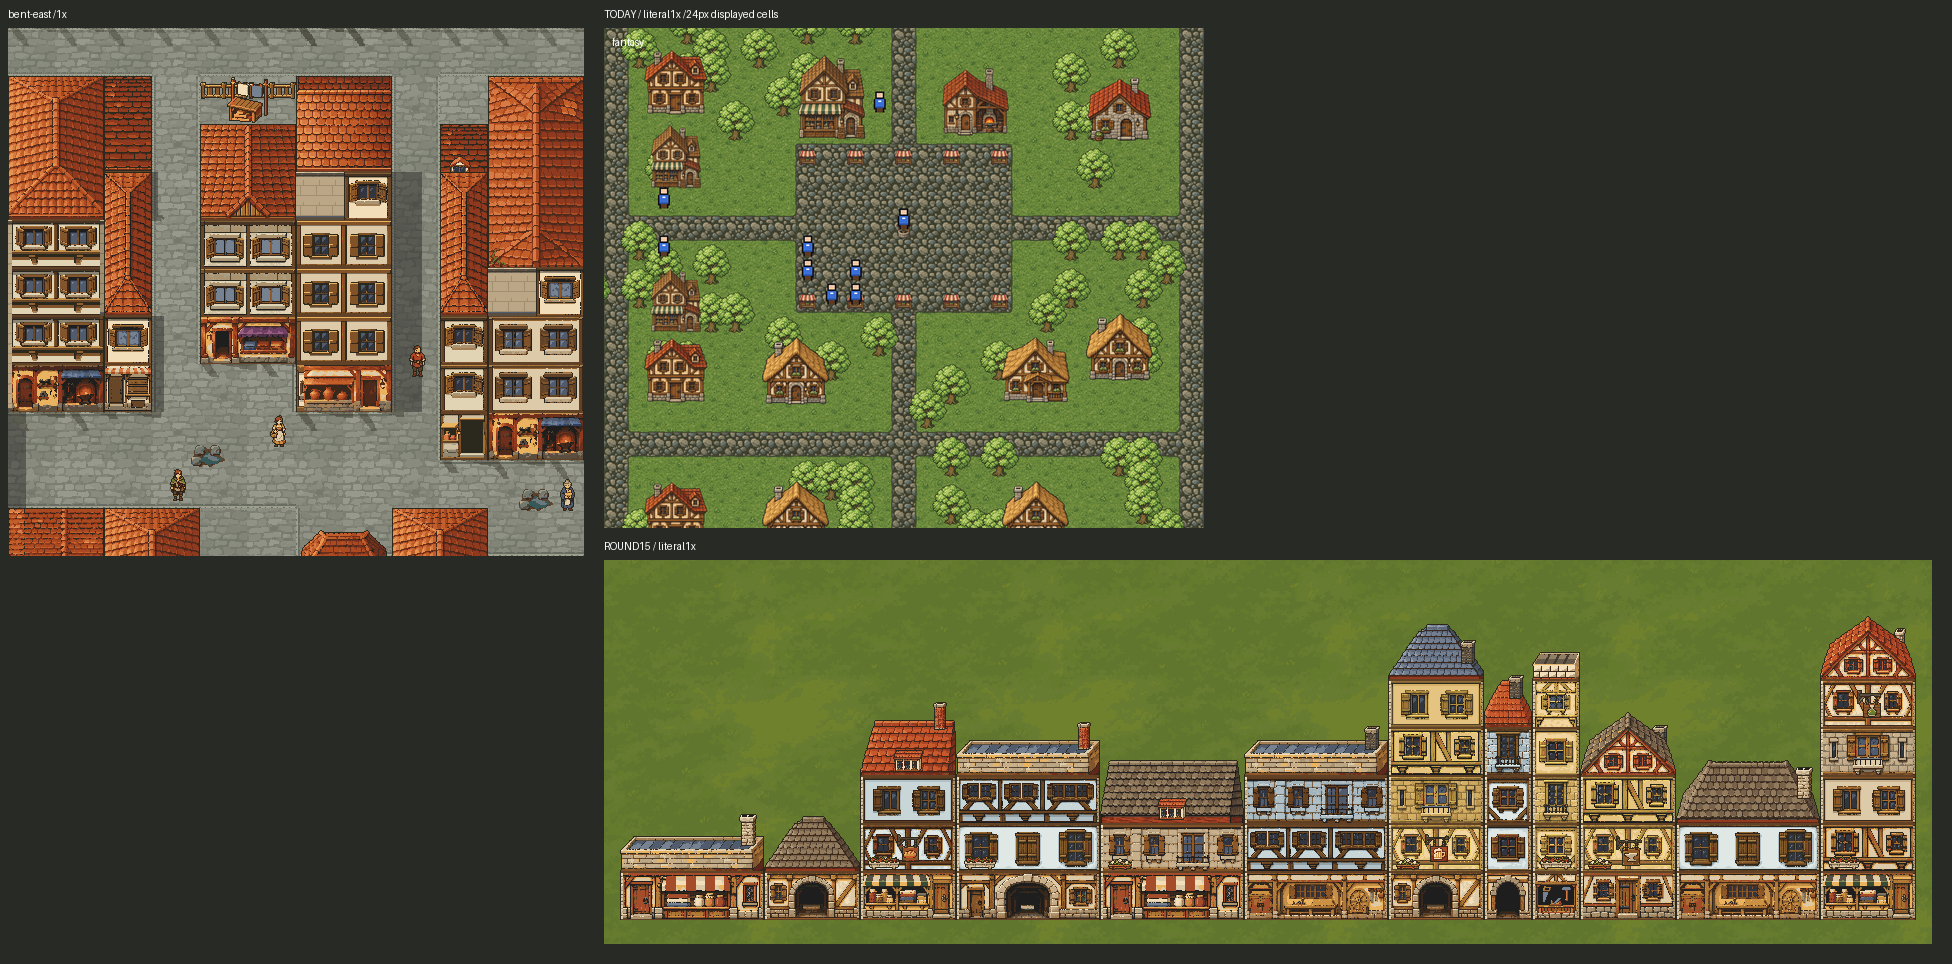 bent-east /1x
TODAY / literal1x /24px displayed cells
fantasy
ROUND15 / literal1x